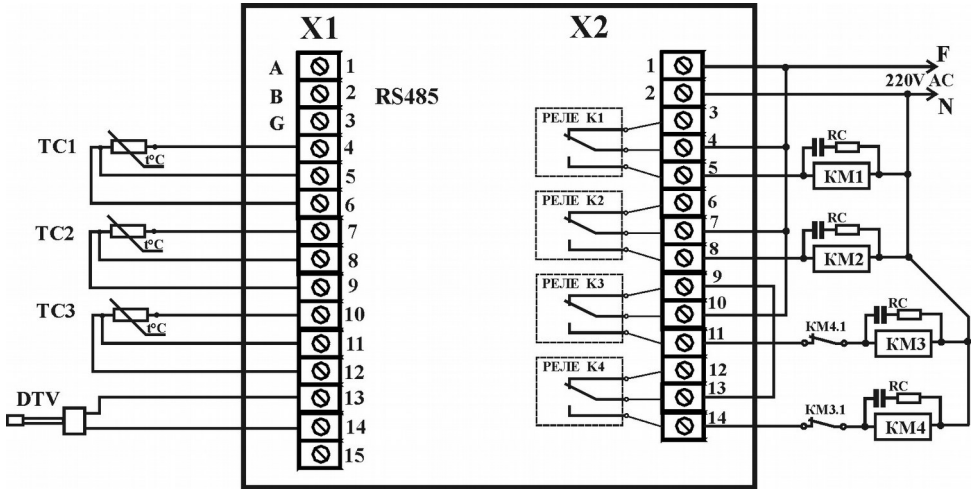 X1
X2
A
1
B
2
RS485
G
3
TC1
4
t°C
5
6
TC2
7
t°C
8
9
TC3
10
t°C
11
12
DTV
13
14
15
1
F
220V AC
2
N
РЕЛЕ К1
3
4
RC
5
КМ1
РЕЛЕ К2
6
7
RC
8
КМ2
РЕЛЕ К3
9
10
RC
11
КМ4.1
КМ3
РЕЛЕ К4
12
13
RC
14
КМ3.1
КМ4